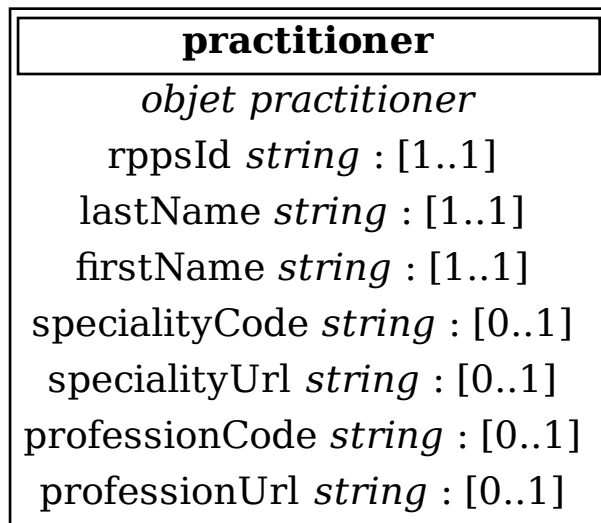 practitioner
objet practitioner
rppsId string : [1..1]
lastName string : [1..1]
firstName string : [1..1]
specialityCode string : [0..1]
specialityUrl string : [0..1]
professionCode string : [0..1]
professionUrl string : [0..1]